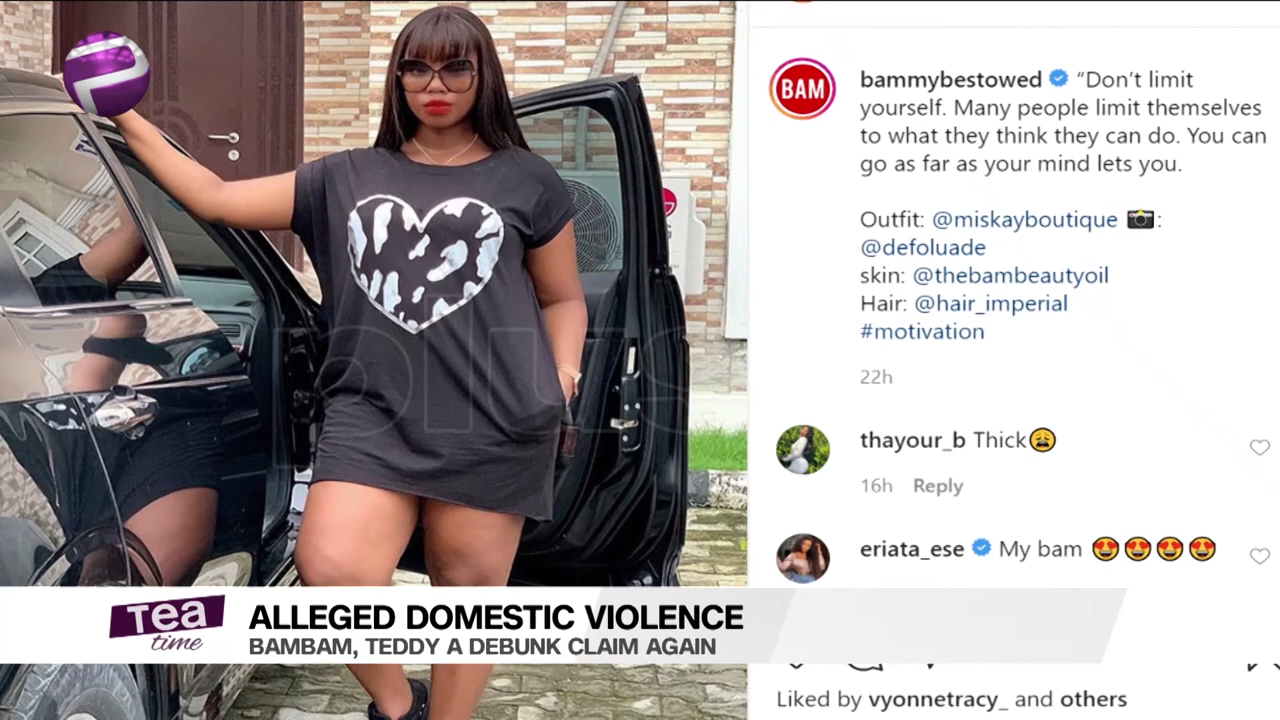 BAM
bammybestowed "Don't limit
yourself. Many people limit themselves
to what they think they can do. You can
go as far as your mind lets you.
Outfit: @miskayboutique 📷:
@defoluade
skin: @thebambeautyoil
Hair: @hair_imperial
#motivation
22h
thayour_b Thick😩
16h Reply
eriata_ese My bam 😍😍😍😍
plus
Tea
time
ALLEGED DOMESTIC VIOLENCE
BAMBAM, TEDDY A DEBUNK CLAIM AGAIN
Liked by vyonnetracy_ and others